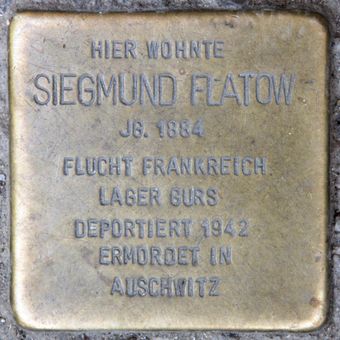 HIER WOHNTE
SIEGMUND FLATOW
JG. 1884
FLUCHT FRANKREICH
LAGER GURS
DEPORTIERT 1942
ERMORDET IN
AUSCHWITZ